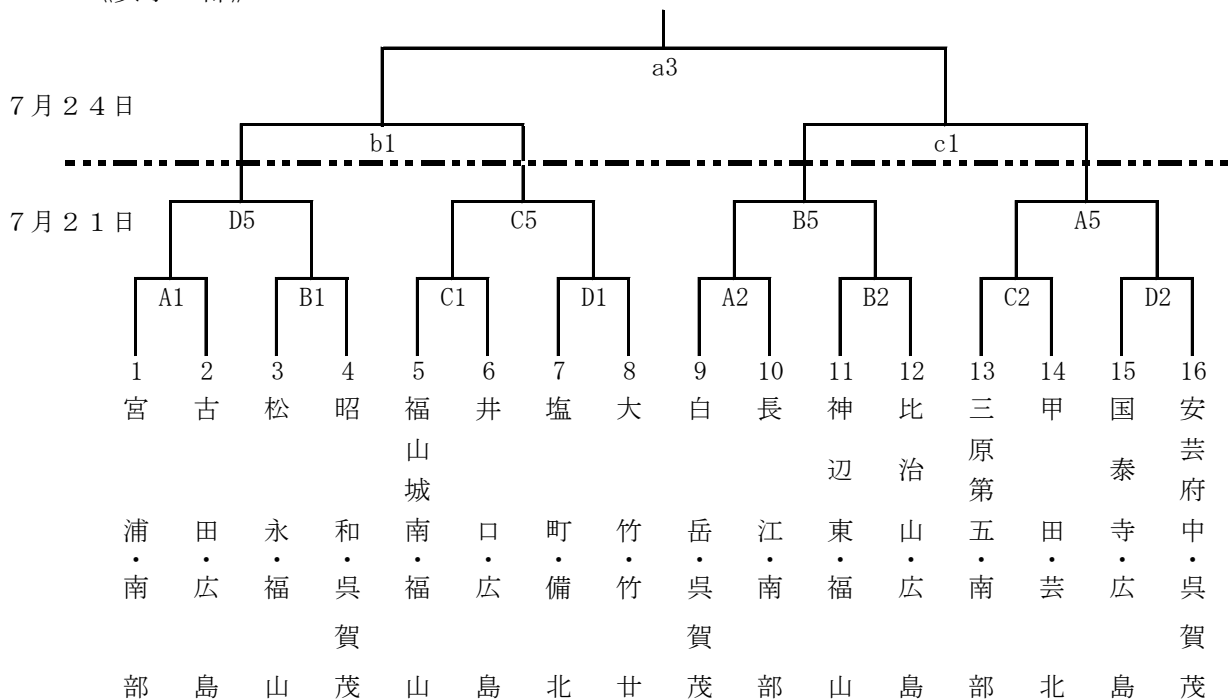 a3
7月24日
b1 c1
7月21日
D5 C5 B5 A5
A1 B1 C1 D1 A2 B2 C2 D2
1 2 3 4 5 6 7 8 9 10 11 12 13 14 15 16
宮浦・南部
古田・広島
松永・福山
昭和・呉賀茂
福山城南・福山
井口・広島
塩町・備北
大竹・竹廿
白岳・呉賀茂
長江・南部
神辺東・福山
比治山・広島
三原第五・南部
甲田・芸北
国泰寺・広島
安芸府中・呉賀茂